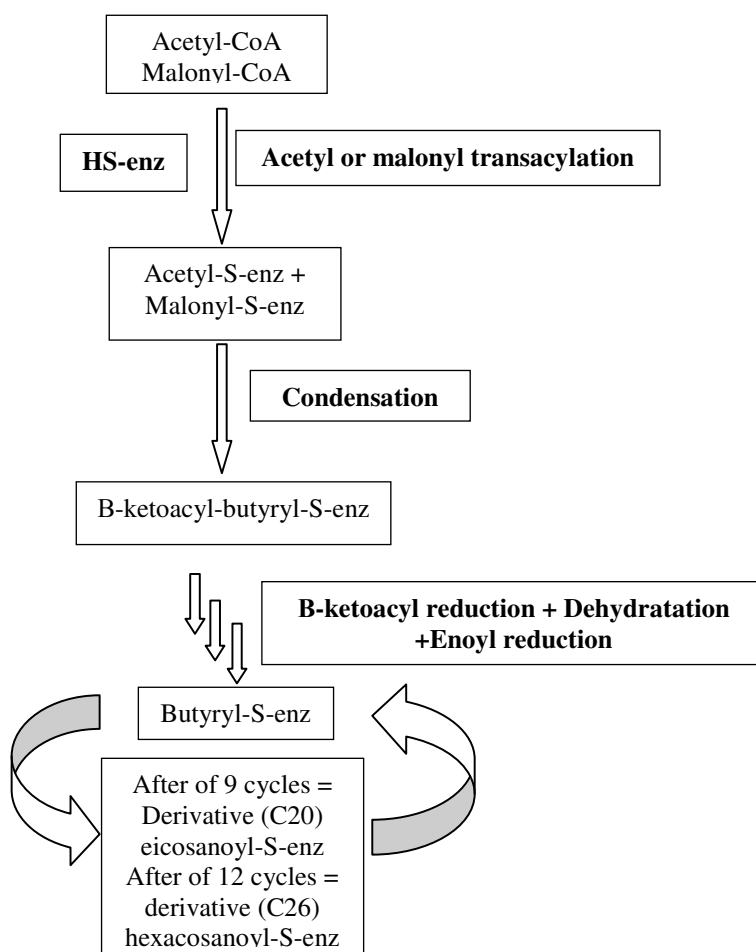 Acetyl-CoA
Malonyl-CoA
HS-enz
Acetyl or malonyl transacylation
Acetyl-S-enz +
Malonyl-S-enz
Condensation
B-ketoacyl-butyryl-S-enz
B-ketoacyl reduction + Dehydratation
+Enoyl reduction
Butyryl-S-enz
After of 9 cycles =
Derivative (C20)
eicosanoyl-S-enz
After of 12 cycles =
derivative (C26)
hexacosanoyl-S-enz